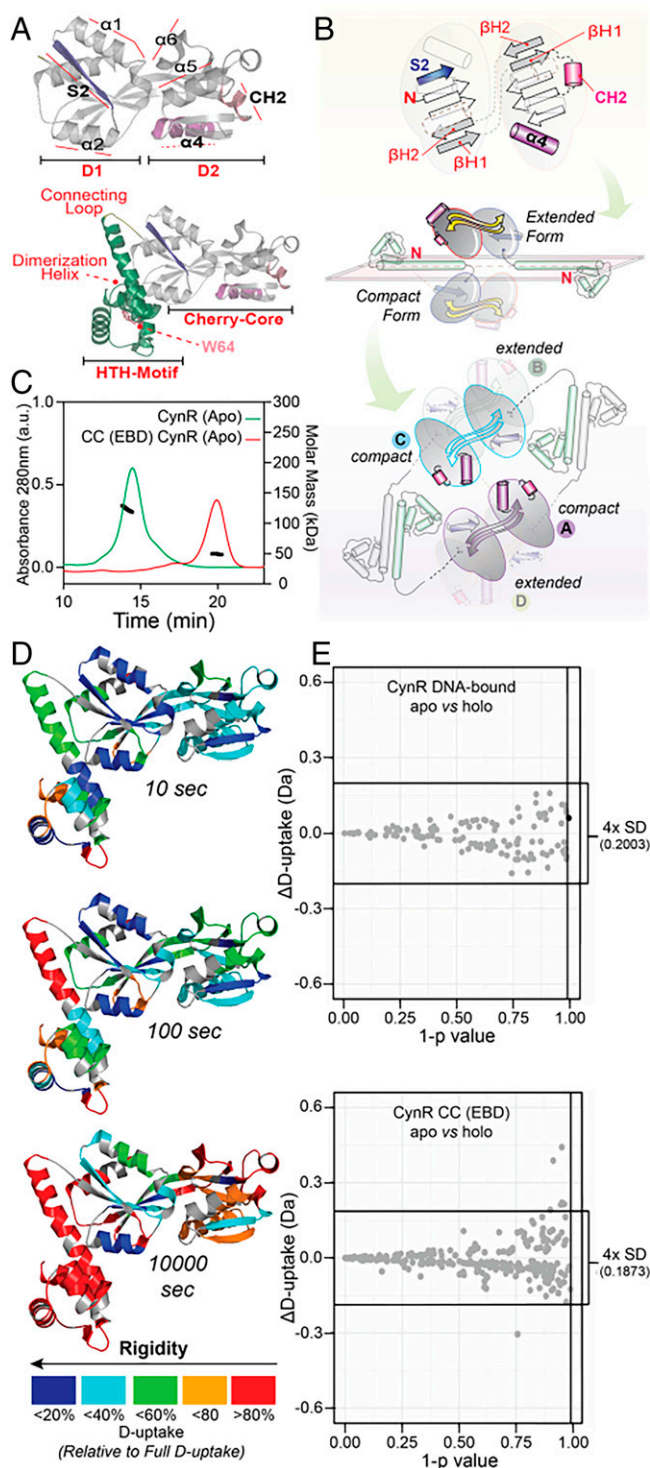 A
α1
α6
α5
S2
CH2
α2
α4
D1
D2
Connecting
Loop
Dimerization
Helix
Cherry-Core
W64
HTH-Motif
B
βH2
βH1
S2
N
CH2
α4
βH2
βH1
Extended
Form
N
N
Compact
Form
extended
B
C
compact
compact
A
extended
D
C
CynR (Apo)
CC (EBD) CynR (Apo)
Absorbance 280nm (a.u.)
1.0
0.5
0.0
300
250
200
150
100
50
0
Molar Mass (kDa)
10
15
20
Time (min)
D
10 sec
100 sec
10000
sec
Rigidity
<20%
<40%
<60%
<80
>80%
D-uptake
(Relative to Full D-uptake)
E
CynR DNA-bound
apo vs holo
ΔD-uptake (Da)
0.6
0.3
0.0
-0.3
-0.6
4x SD
(0.2003)
0.00
0.25
0.50
0.75
1.00
1-p value
CynR CC (EBD)
apo vs holo
ΔD-uptake (Da)
0.6
0.3
0.0
-0.3
-0.6
4x SD
(0.1873)
0.00
0.25
0.50
0.75
1.00
1-p value